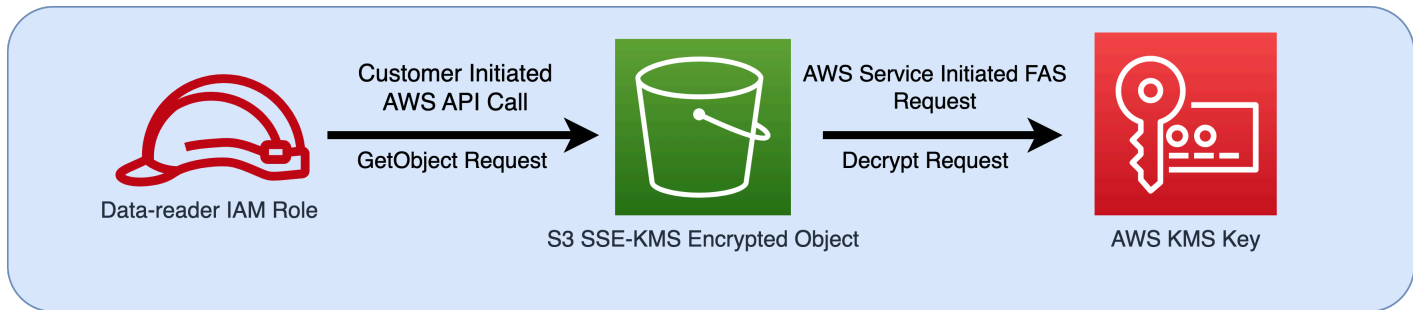 Customer Initiated
AWS API Call
GetObject Request
Data-reader IAM Role
S3 SSE-KMS Encrypted Object
AWS Service Initiated FAS
Request
Decrypt Request
AWS KMS Key